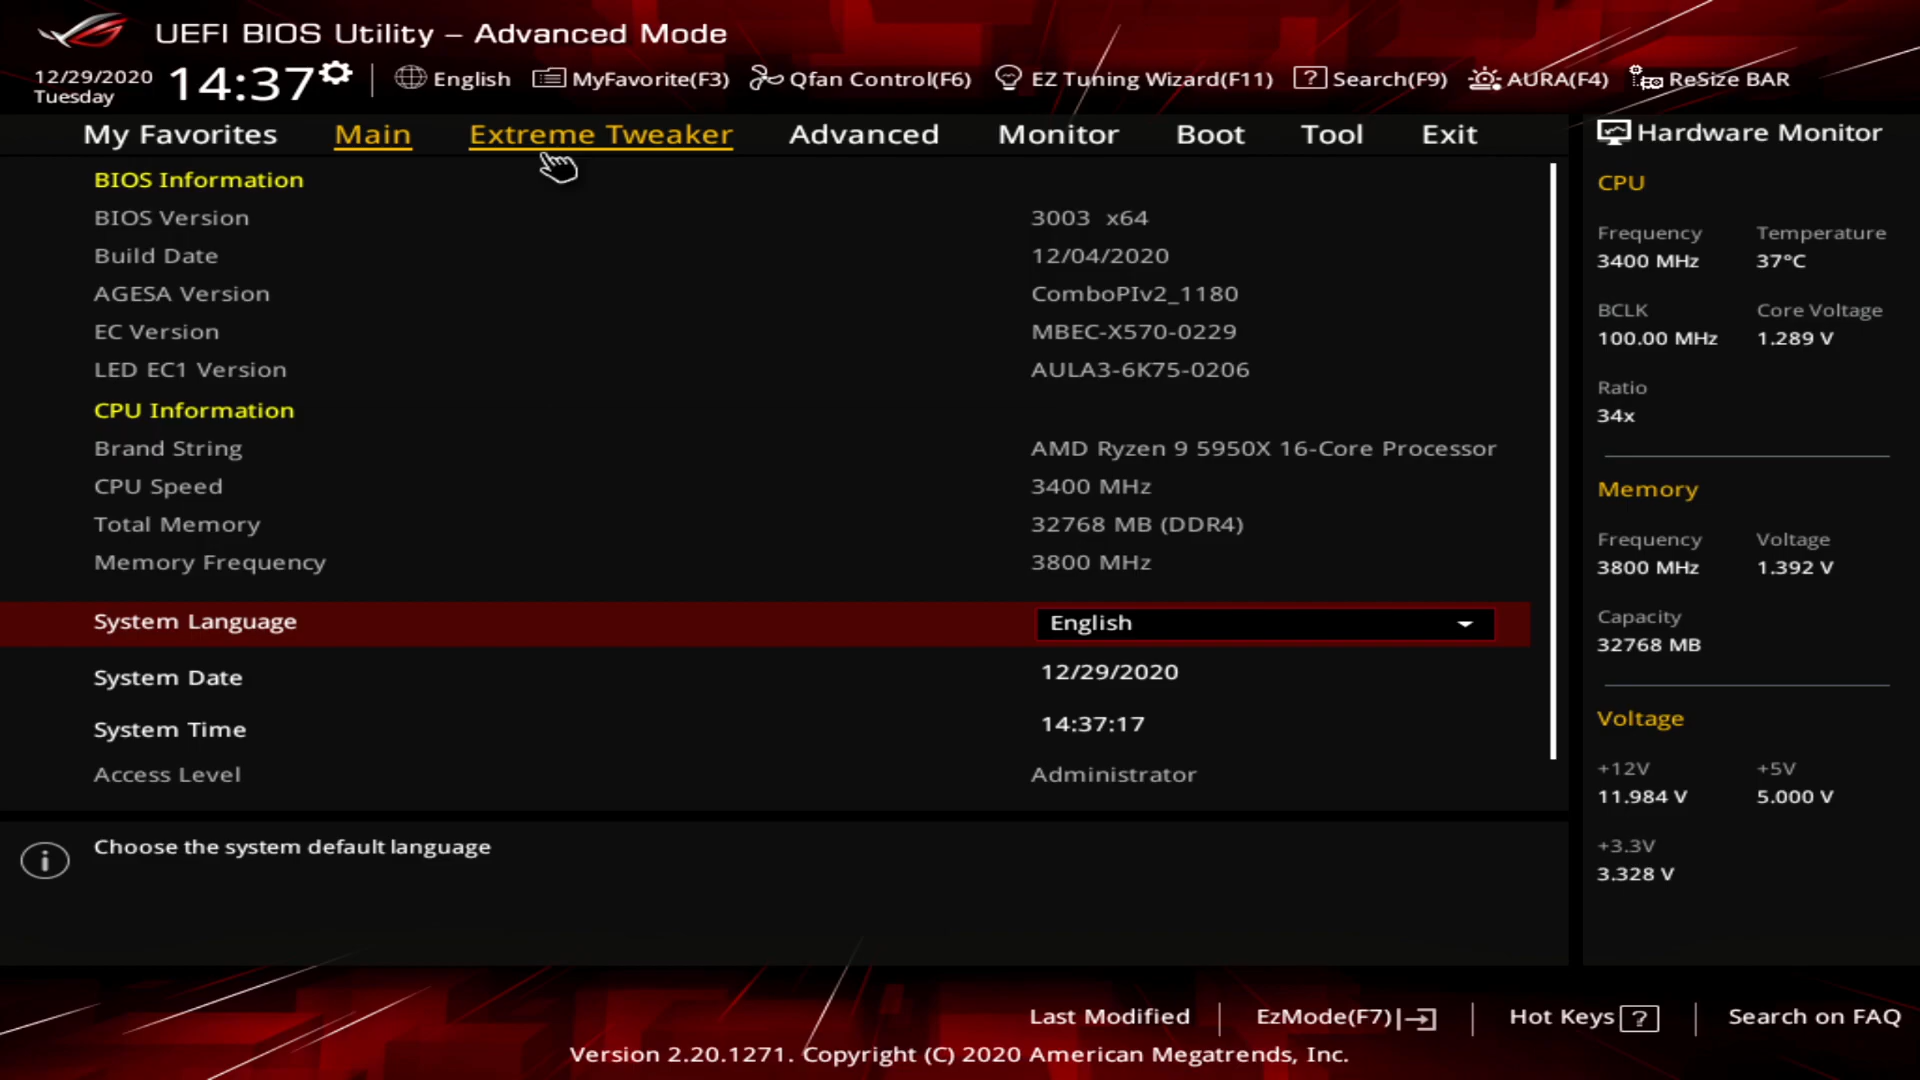 UEFI BIOS Utility – Advanced Mode
12/29/2020
Tuesday
14:37
English
MyFavorite(F3)
Qfan Control(F6)
EZ Tuning Wizard(F11)
Search(F9)
AURA(F4)
ReSize BAR
My Favorites
Main
Extreme Tweaker
Advanced
Monitor
Boot
Tool
Exit
BIOS Information
BIOS Version 3003 x64
Build Date 12/04/2020
AGESA Version ComboPIv2_1180
EC Version MBEC-X570-0229
LED EC1 Version AULA3-6K75-0206
CPU Information
Brand String AMD Ryzen 9 5950X 16-Core Processor
CPU Speed 3400 MHz
Total Memory 32768 MB (DDR4)
Memory Frequency 3800 MHz
System Language English
System Date 12/29/2020
System Time 14:37:17
Access Level Administrator
Choose the system default language
Hardware Monitor
CPU
Frequency Temperature
3400 MHz 37°C
BCLK Core Voltage
100.00 MHz 1.289 V
Ratio
34x
Memory
Frequency Voltage
3800 MHz 1.392 V
Capacity
32768 MB
Voltage
+12V +5V
11.984 V 5.000 V
+3.3V
3.328 V
Last Modified
EzMode(F7)
Hot Keys ?
Search on FAQ
Version 2.20.1271. Copyright (C) 2020 American Megatrends, Inc.